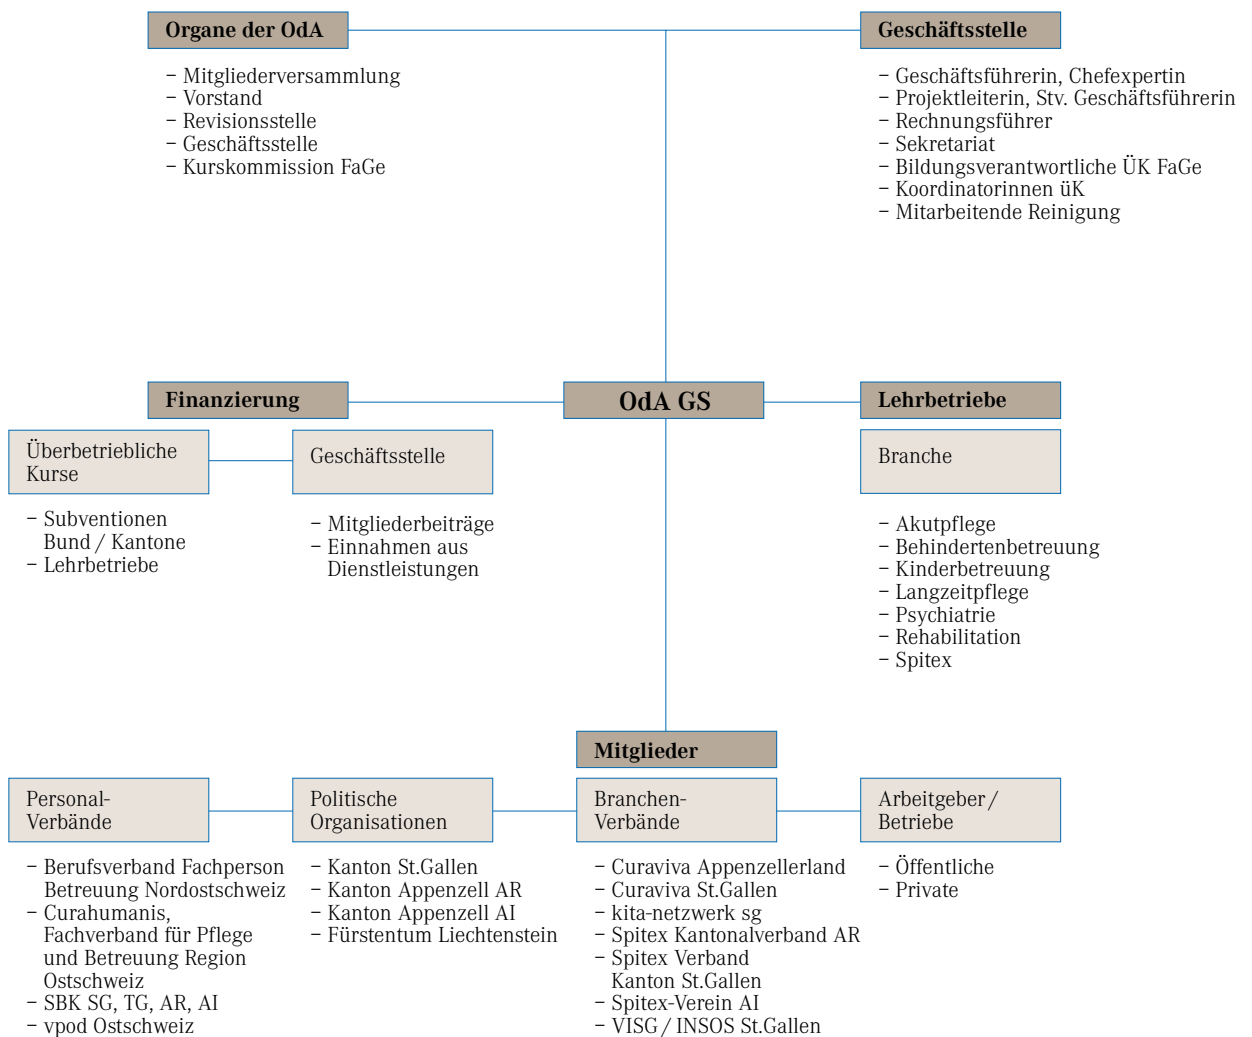 Organe der OdA
– Mitgliederversammlung
– Vorstand
– Revisionsstelle
– Geschäftsstelle
– Kurskommission FaGe
Geschäftsstelle
– Geschäftsführerin, Chefexpertin
– Projektleiterin, Stv. Geschäftsführerin
– Rechnungsführer
– Sekretariat
– Bildungsverantwortliche ÜK FaGe
– Koordinatorinnen üK
– Mitarbeitende Reinigung
Finanzierung
OdA GS
Lehrbetriebe
Überbetriebliche
Kurse
– Subventionen
Bund / Kantone
– Lehrbetriebe
Geschäftsstelle
– Mitgliederbeiträge
– Einnahmen aus
Dienstleistungen
Branche
– Akutpflege
– Behindertenbetreuung
– Kinderbetreuung
– Langzeitpflege
– Psychiatrie
– Rehabilitation
– Spitex
Mitglieder
Personal-
Verbände
– Berufsverband Fachperson
Betreuung Nordostschweiz
– Curahumanis,
Fachverband für Pflege
und Betreuung Region
Ostschweiz
– SBK SG, TG, AR, AI
– vpod Ostschweiz
Politische
Organisationen
– Kanton St.Gallen
– Kanton Appenzell AR
– Kanton Appenzell AI
– Fürstentum Liechtenstein
Branchen-
Verbände
– Curaviva Appenzellerland
– Curaviva St.Gallen
– kita-netzwerk sg
– Spitex Kantonalverband AR
– Spitex Verband
Kanton St.Gallen
– Spitex-Verein AI
– VISG / INSOS St.Gallen
Arbeitgeber /
Betriebe
– Öffentliche
– Private